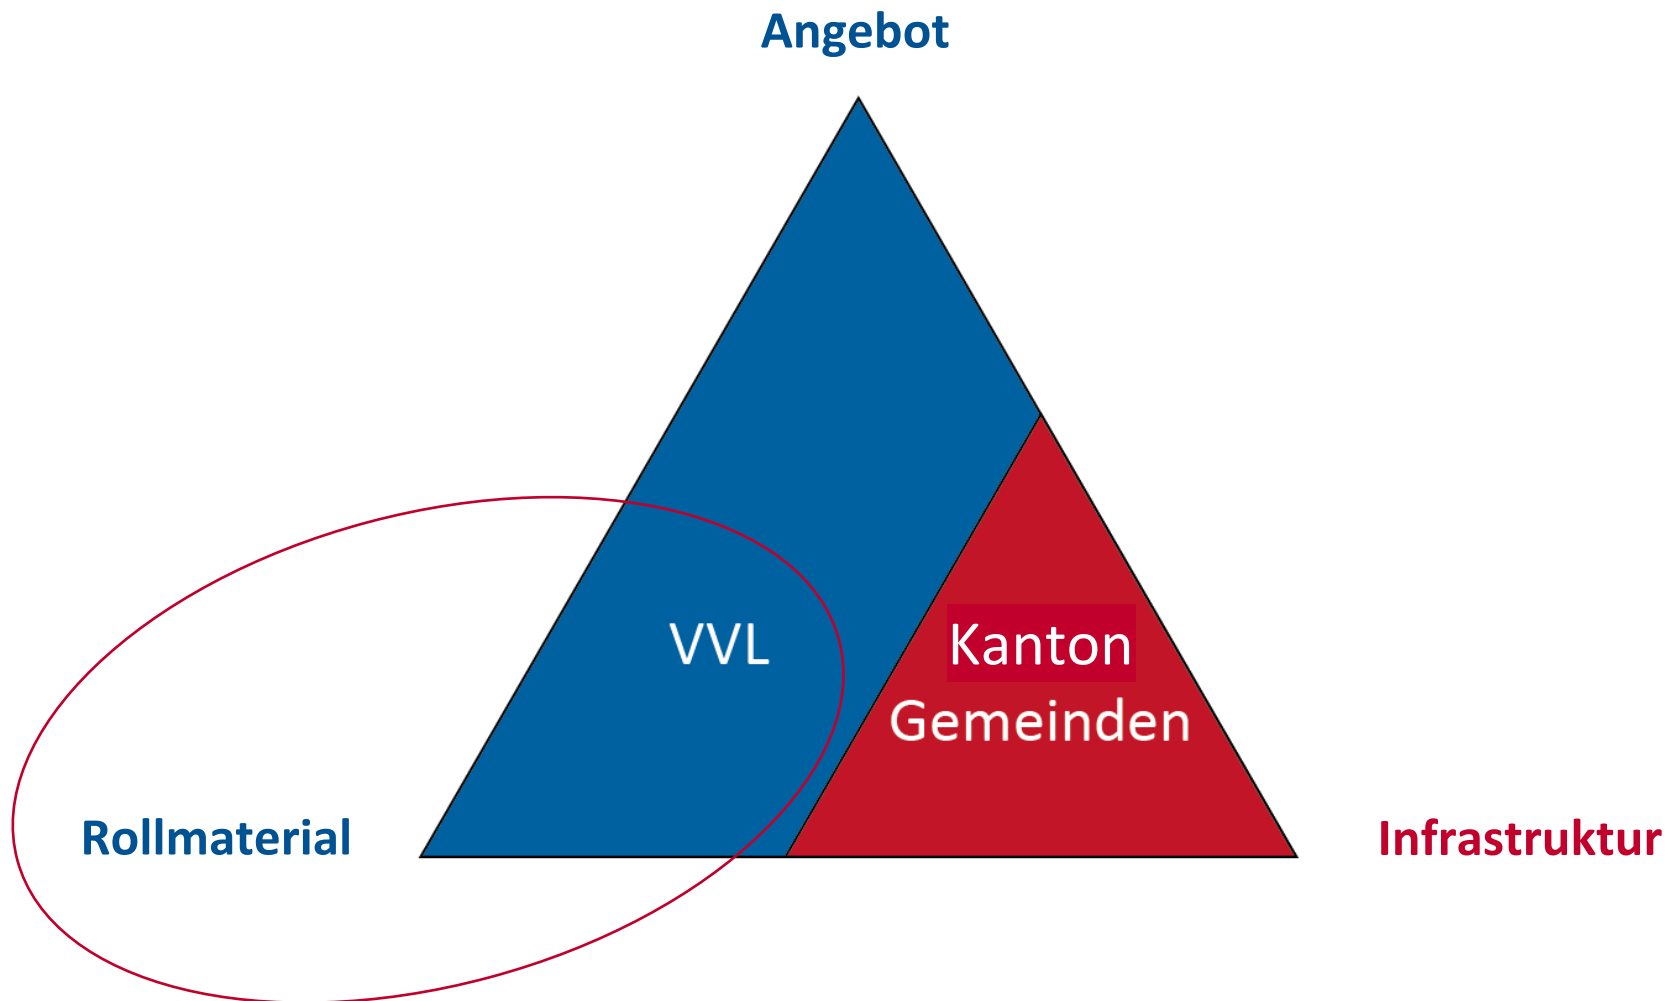 Angebot
VVL
Kanton
Gemeinden
Rollmaterial
Infrastruktur